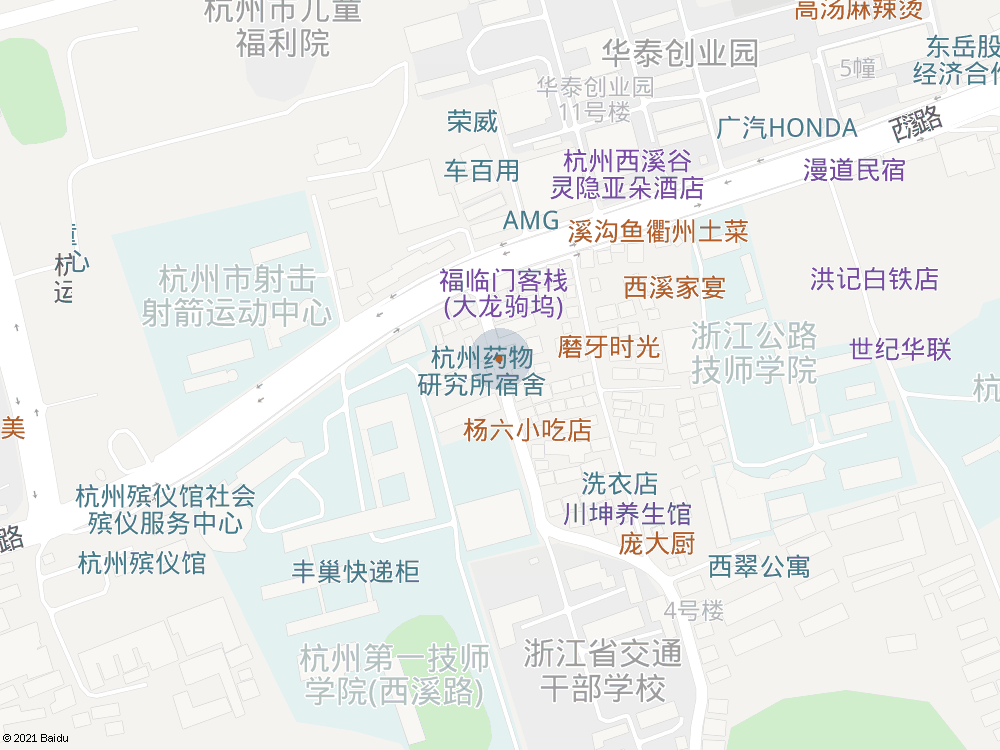 杭州市儿童
福利院
高汤麻辣烫
华泰创业园
东岳股
经济合作
5幢
华泰创业园
11号楼
荣威
广汽HONDA
西溪路
车百用
杭州西溪谷
灵隐亚朵酒店
漫道民宿
AMG
溪沟鱼衢州土菜
童心
杭
运
杭州市射击
射箭运动中心
福临门客栈
(大龙驹坞)
西溪家宴
洪记白铁店
浙江公路
技师学院
磨牙时光
世纪华联
杭州药物
研究所宿舍
杭
美
杨六小吃店
洗衣店
杭州殡仪馆社会
殡仪服务中心
川坤养生馆
路
庞大厨
杭州殡仪馆
丰巢快递柜
西翠公寓
4号楼
杭州第一技师
学院(西溪路)
浙江省交通
干部学校
© 2021 Baidu